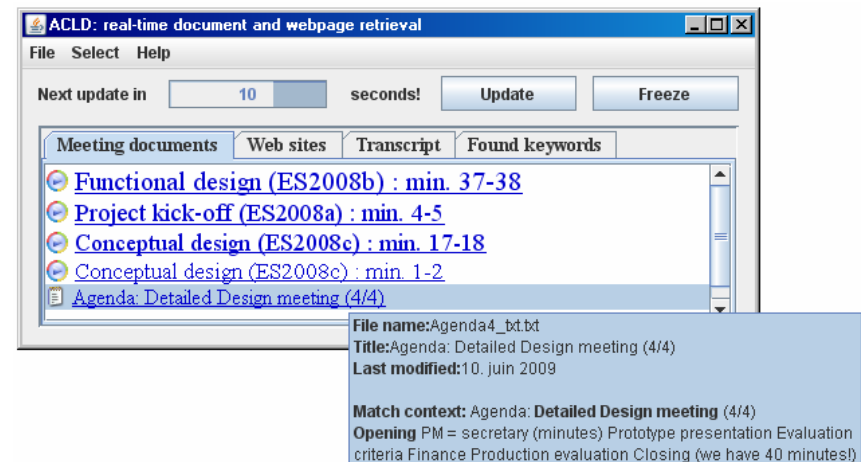 ACLD: real-time document and webpage retrieval
File Select Help
Next update in 10 seconds! Update Freeze
Meeting documents Web sites Transcript Found keywords
Functional design (ES2008b) : min. 37-38
Project kick-off (ES2008a) : min. 4-5
Conceptual design (ES2008c) : min. 17-18
Conceptual design (ES2008c) : min. 1-2
Agenda: Detailed Design meeting (4/4)
File name:Agenda4_txt.txt
Title:Agenda: Detailed Design meeting (4/4)
Last modified:10. juin 2009
Match context: Agenda: Detailed Design meeting (4/4)
Opening PM = secretary (minutes) Prototype presentation Evaluation
criteria Finance Production evaluation Closing (we have 40 minutes!)